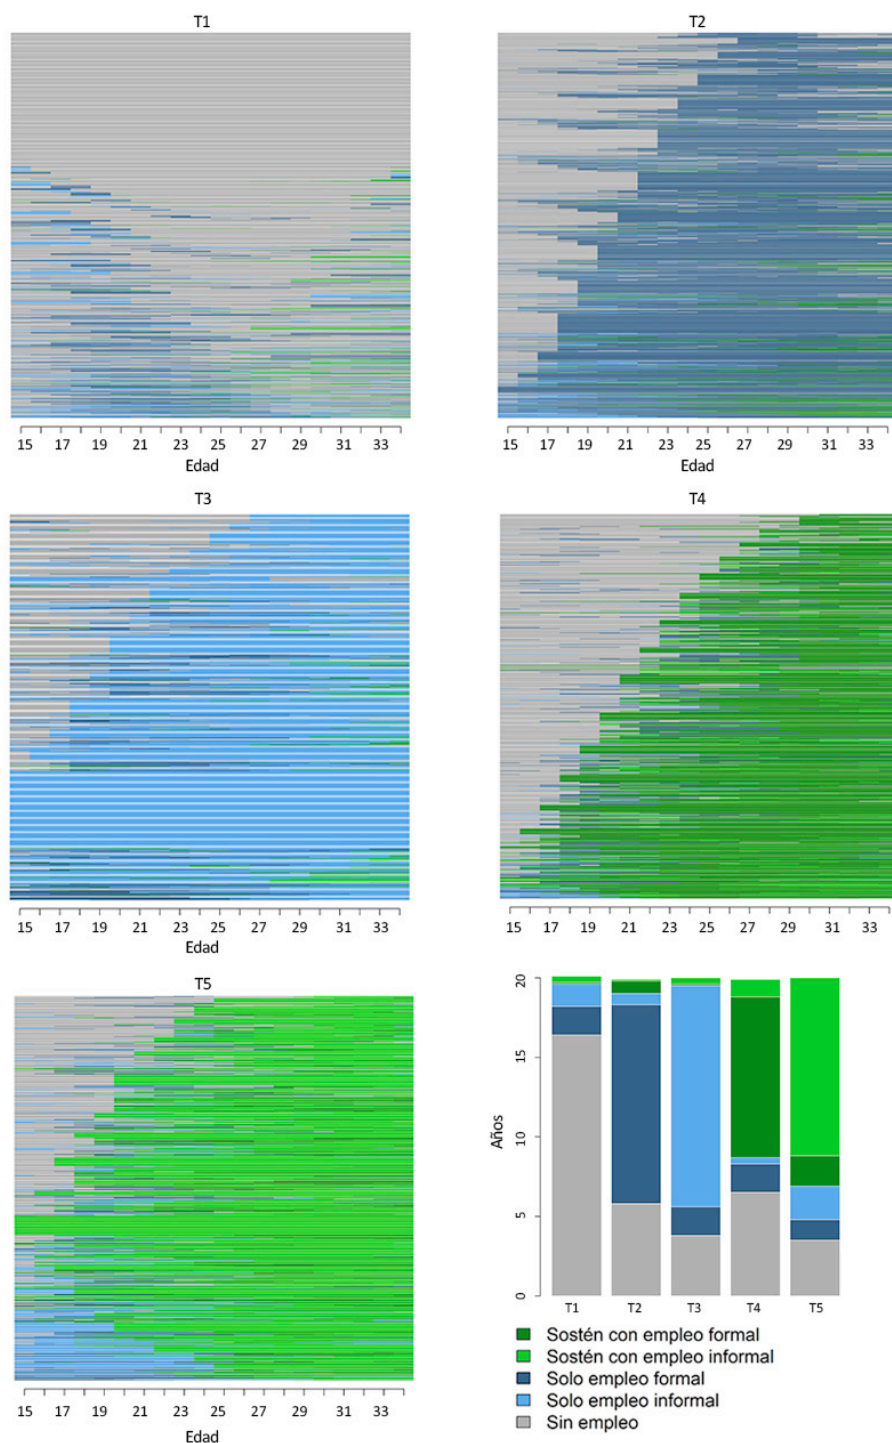 T1
15 17 19 21 23 25 27 29 31 33
Edad
T2
15 17 19 21 23 25 27 29 31 33
Edad
T3
15 17 19 21 23 25 27 29 31 33
Edad
T4
15 17 19 21 23 25 27 29 31 33
T5
15 17 19 21 23 25 27 29 31 33
Edad
20
15
10
5
0
Años
T1 T2 T3 T4 T5
Sostén con empleo formal
Sostén con empleo informal
Solo empleo formal
Solo empleo informal
Sin empleo